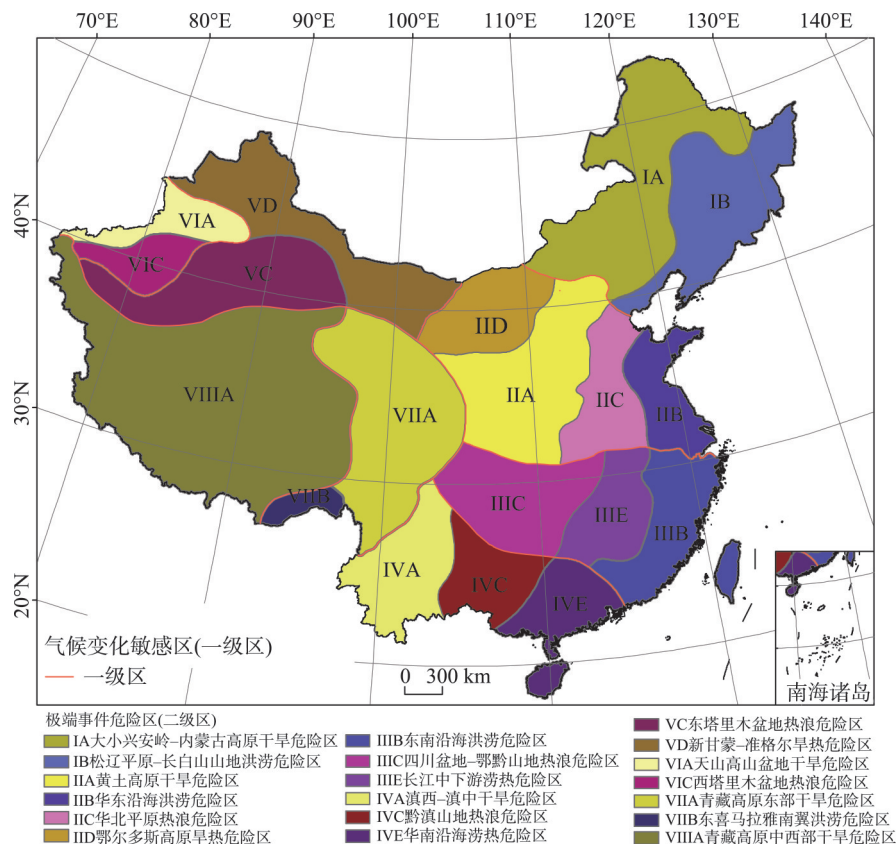 70°E
80°E
90°E
100°E
110°E
120°E
130°E
140°E
40°N
30°N
20°N
IA
IB
VD
VIA
VIC
VC
IID
IIA
IIC
IIB
VIIIA
VIIA
VIIB
IIIC
IIIE
IIIB
IVA
IVC
IVE
气候变化敏感区(一级区)
一级区
0 300 km
南海诸岛
极端事件危险区(二级区)
IA大小兴安岭–内蒙古高原干旱危险区
IB松辽平原–长白山山地洪涝危险区
IIA黄土高原干旱危险区
IIB华东沿海洪涝危险区
IIC华北平原热浪危险区
IID鄂尔多斯高原旱热危险区
IIIB东南沿海洪涝危险区
IIIC四川盆地–鄂黔山地热浪危险区
IIIE长江中下游涝热危险区
IVA滇西–滇中干旱危险区
IVC黔滇山地热浪危险区
IVE华南沿海涝热危险区
VC东塔里木盆地热浪危险区
VD新甘蒙–准格尔旱热危险区
VIA天山高山盆地干旱危险区
VIC西塔里木盆地热浪危险区
VIIA青藏高原东部干旱危险区
VIIB东喜马拉雅南翼洪涝危险区
VIIIA青藏高原中西部干旱危险区